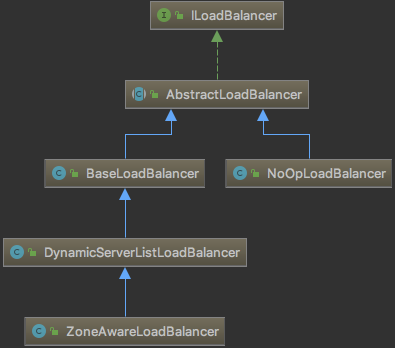 ILoadBalancer
AbstractLoadBalancer
BaseLoadBalancer
NoOpLoadBalancer
DynamicServerListLoadBalancer
ZoneAwareLoadBalancer